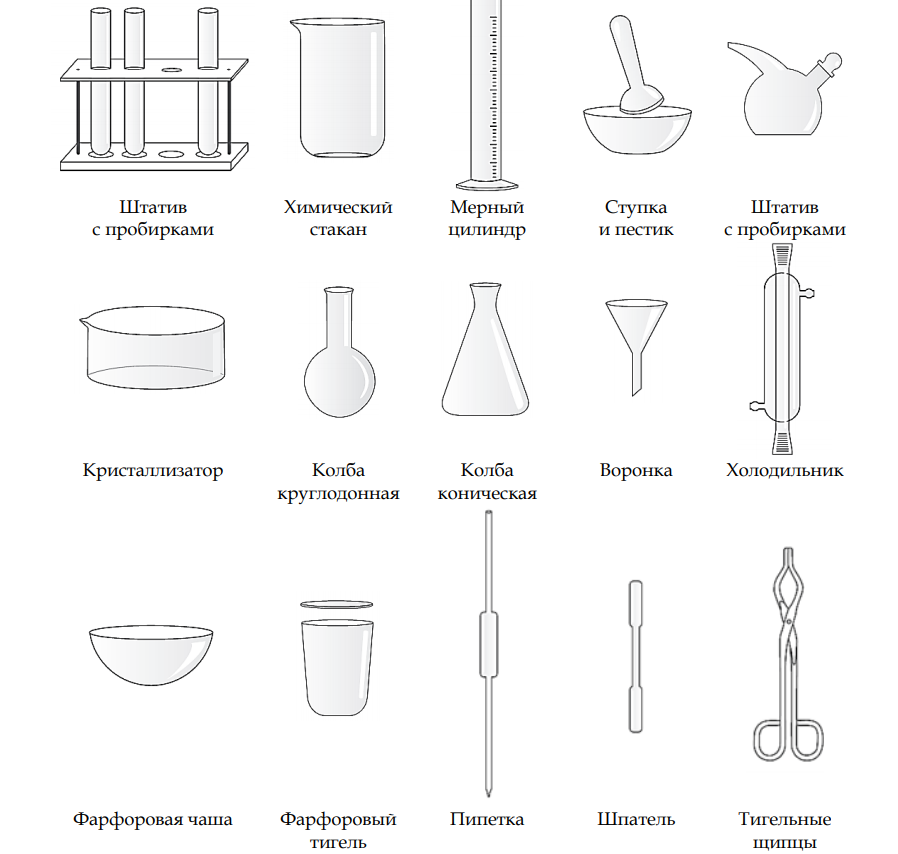 Штатив
с пробирками
Химический
стакан
Мерный
цилиндр
Ступка
и пестик
Штатив
с пробирками
Кристаллизатор
Колба
круглодонная
Колба
коническая
Воронка
Холодильник
Фарфоровая чаша
Фарфоровый
тигель
Пипетка
Шпатель
Тигельные
щипцы